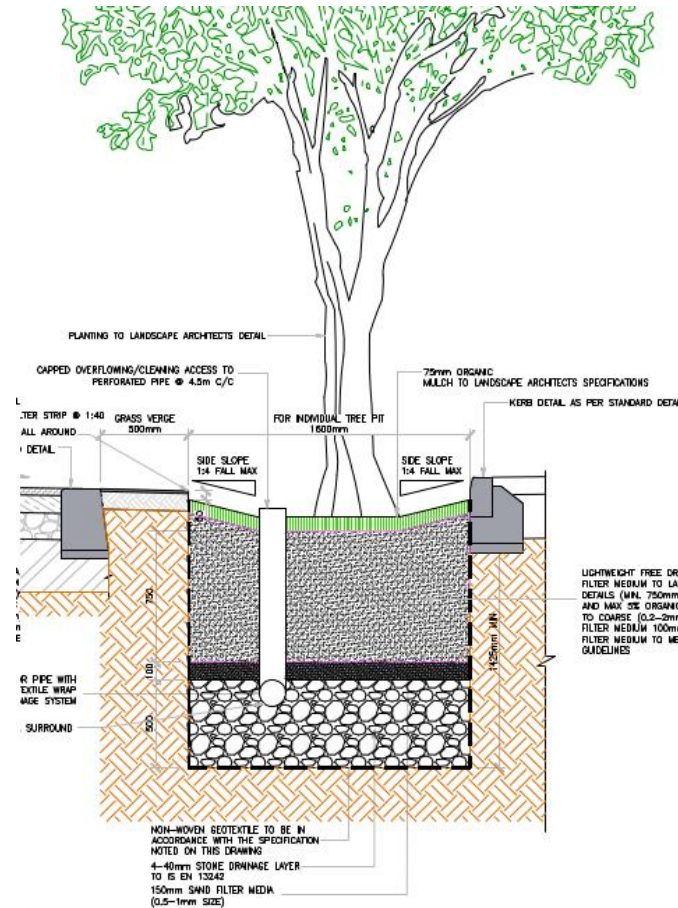 PLANTING TO LANDSCAPE ARCHITECTS DETAIL
CAPPED OVERFLOWING/CLEANING ACCESS TO
PERFORATED PIPE @ 4.5m C/C
75mm ORGANIC
MULCH TO LANDSCAPE ARCHITECTS SPECIFICATIONS
KERB DETAIL AS PER STANDARD DETA
L
LTER STRIP @ 1:40
ALL AROUND
DETAIL
GRASS VERGE
500mm
FOR INDIVIDUAL TREE PIT
1600mm
SIDE SLOPE
1:4 FALL MAX
SIDE SLOPE
1:4 FALL MAX
750
100
500
1425mm MIN
LIGHTWEIGHT FREE DR
FILTER MEDIUM TO LA
DETAILS (MIN. 750mm
AND MAX 5% ORGANIC
TO COARSE (0.2-2mm
FILTER MEDIUM 100mm
FILTER MEDIUM TO ME
GUIDELINES
E
OR PIPE WITH
EXTILE WRAP
NAGE SYSTEM
SURROUND
NON-WOVEN GEOTEXTILE TO BE IN
ACCORDANCE WITH THE SPECIFICATION
NOTED ON THIS DRAWING
4-40mm STONE DRAINAGE LAYER
TO IS EN 13242
150mm SAND FILTER MEDIA
(0.5-1mm SIZE)